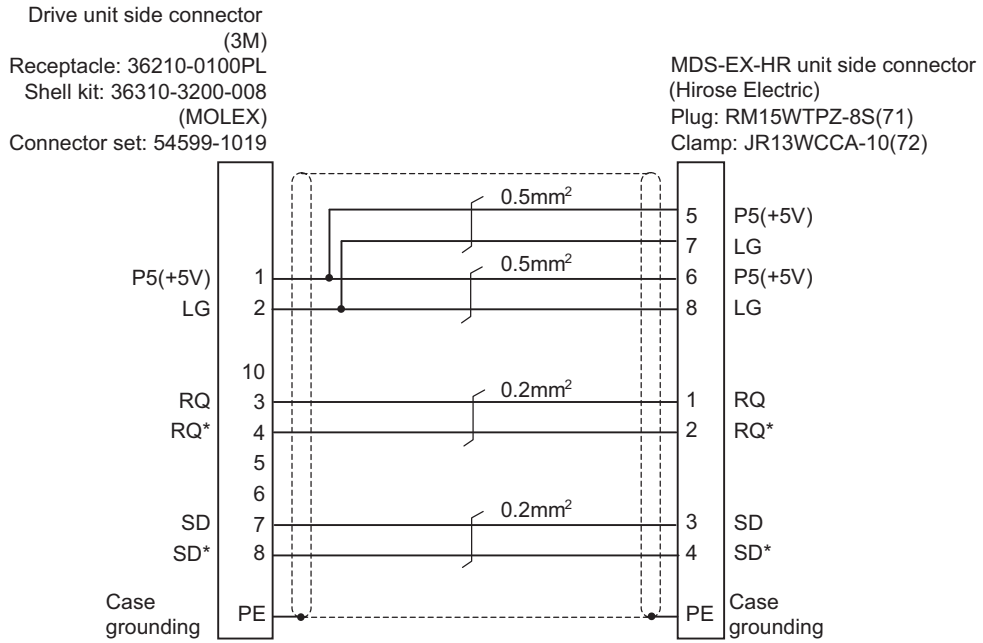 Drive unit side connector
(3M)
Receptacle: 36210-0100PL
Shell kit: 36310-3200-008
(MOLEX)
Connector set: 54599-1019
MDS-EX-HR unit side connector
(Hirose Electric)
Plug: RM15WTPZ-8S(71)
Clamp: JR13WCCA-10(72)
0.5mm²
5 P5(+5V)
7 LG
0.5mm²
P5(+5V) 1
6 P5(+5V)
LG 2
8 LG
10
0.2mm²
RQ 3
1 RQ
RQ* 4
2 RQ*
5
6
0.2mm²
SD 7
3 SD
SD* 8
4 SD*
Case
grounding
PE
PE
Case
grounding